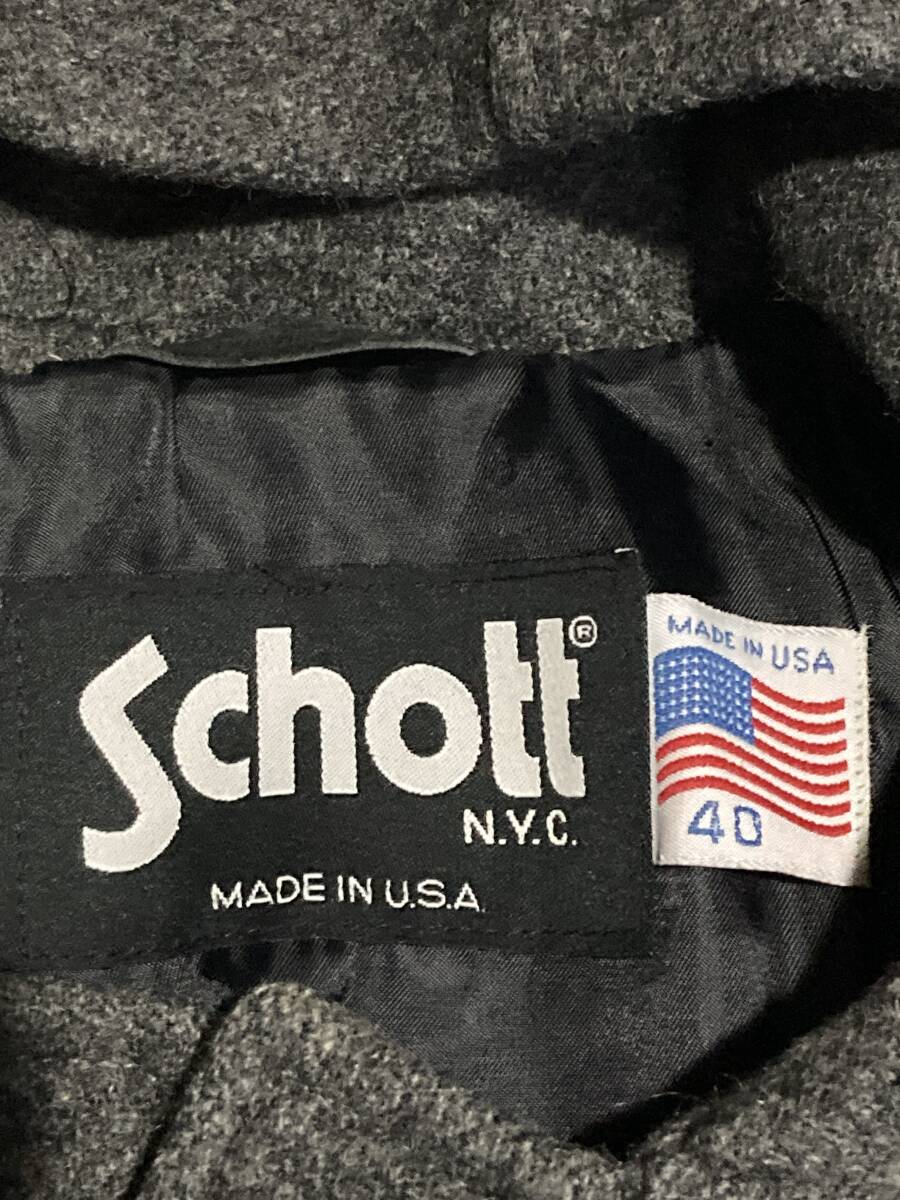 Schott®
N.Y.C.
MADE IN U.S.A.
MADE IN USA
40